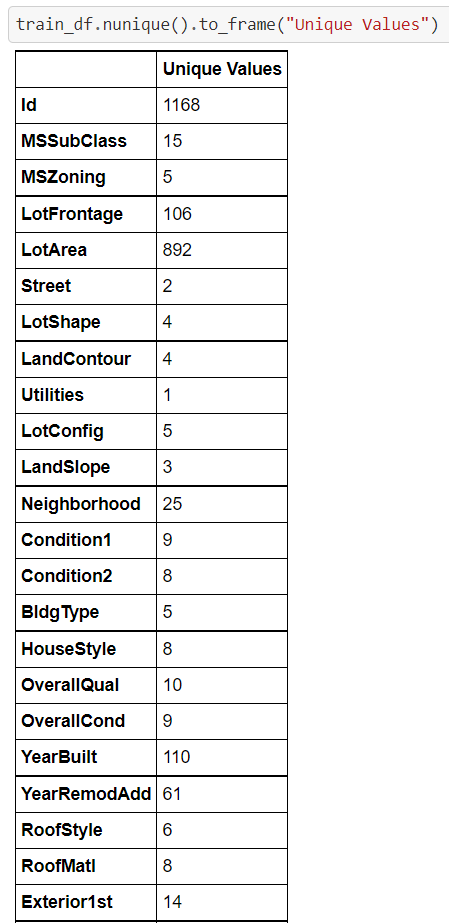 train_df.nunique().to_frame("Unique Values")
Unique Values
Id 1168
MSSubClass 15
MSZoning 5
LotFrontage 106
LotArea 892
Street 2
LotShape 4
LandContour 4
Utilities 1
LotConfig 5
LandSlope 3
Neighborhood 25
Condition1 9
Condition2 8
BldgType 5
HouseStyle 8
OverallQual 10
OverallCond 9
YearBuilt 110
YearRemodAdd 61
RoofStyle 6
RoofMatl 8
Exterior1st 14